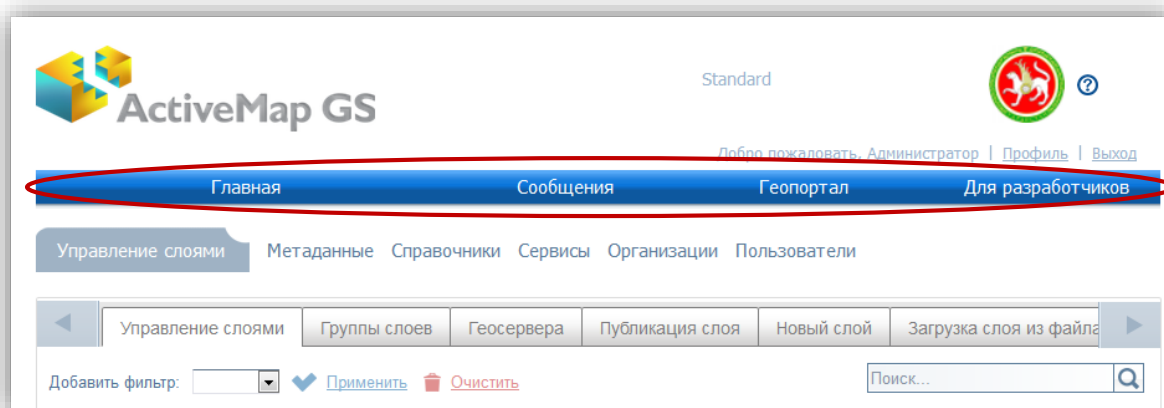 ActiveMap GS
Standard
Добро пожаловать, Администратор | Профиль | Выход
Главная Сообщения Геопортал Для разработчиков
Управление слоями Метаданные Справочники Сервисы Организации Пользователи
Управление слоями Группы слоев Геосервера Публикация слоя Новый слой Загрузка слоя из файла
Добавить фильтр: Применить Очистить Поиск...